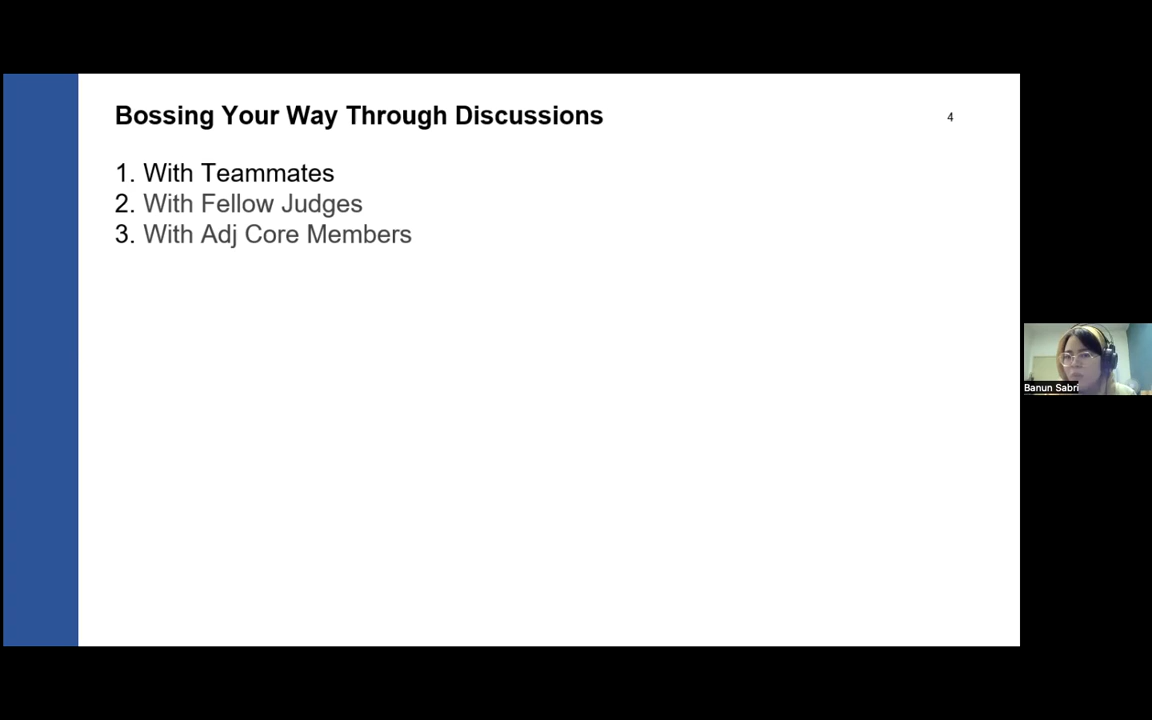 Bossing Your Way Through Discussions
4
1. With Teammates
2. With Fellow Judges
3. With Adj Core Members
Banun Sabri